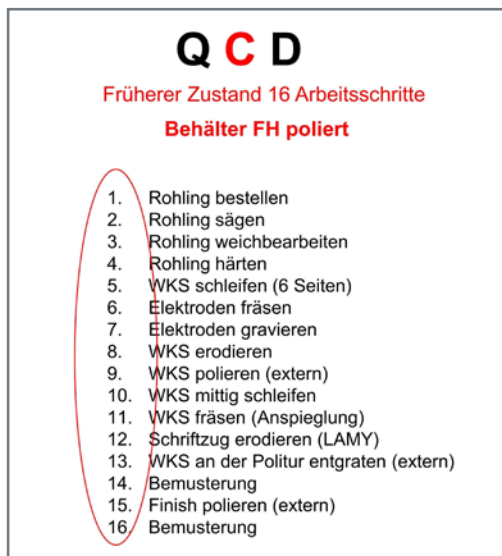 Q C D
Früherer Zustand 16 Arbeitsschritte
Behälter FH poliert
1. Rohling bestellen
2. Rohling sägen
3. Rohling weichbearbeiten
4. Rohling härten
5. WKS schleifen (6 Seiten)
6. Elektroden fräsen
7. Elektroden gravieren
8. WKS erodieren
9. WKS polieren (extern)
10. WKS mittig schleifen
11. WKS fräsen (Anspieglung)
12. Schriftzug erodieren (LAMY)
13. WKS an der Politur entgraten (extern)
14. Bemusterung
15. Finish polieren (extern)
16. Bemusterung